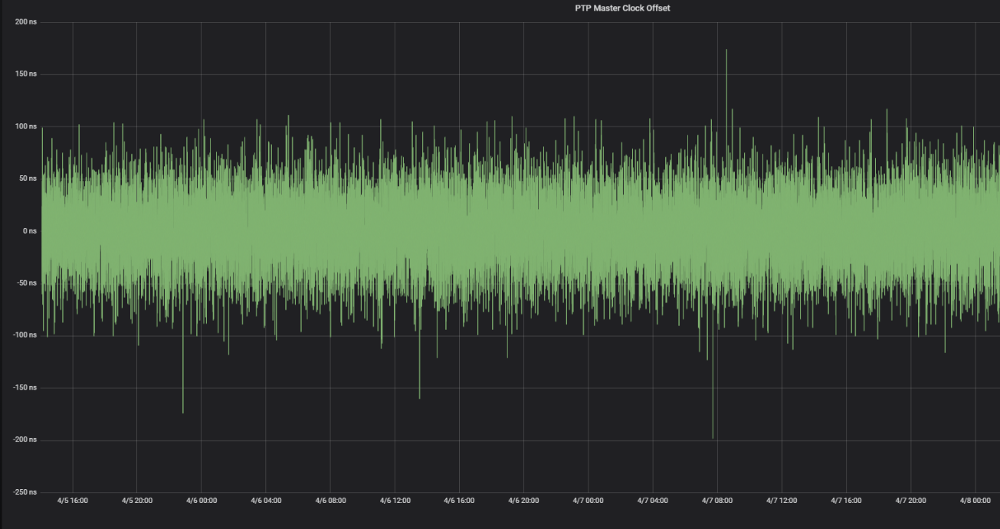 PTP Master Clock Offset
200 ns
150 ns
100 ns
50 ns
0 ns
-50 ns
-100 ns
-150 ns
-200 ns
-250 ns
4/5 16:00 4/5 20:00 4/6 00:00 4/6 04:00 4/6 08:00 4/6 12:00 4/6 16:00 4/6 20:00 4/7 00:00 4/7 04:00 4/7 08:00 4/7 12:00 4/7 16:00 4/7 20:00 4/8 00:00